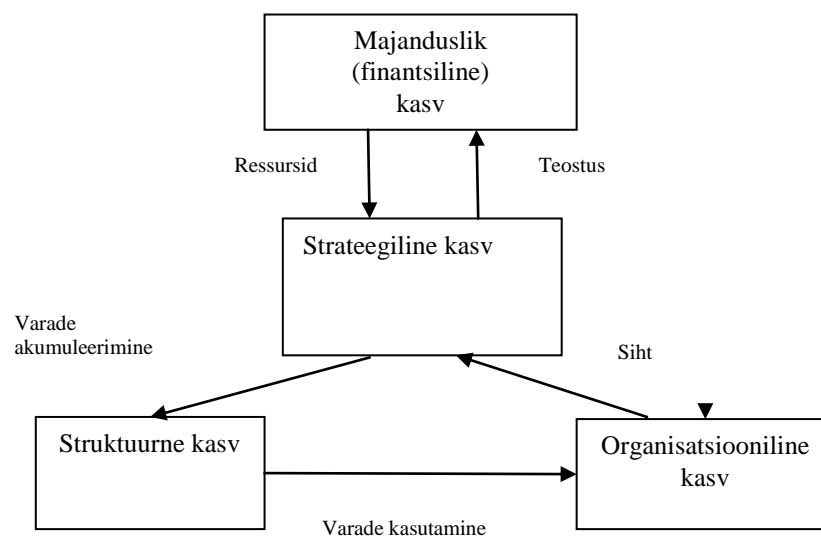 Majanduslik
(finantsiline)
kasv
Ressursid
Teostus
Strateegiline kasv
Varade
akumuleerimine
Siht
Struktuurne kasv
Organisatsiooniline
kasv
Varade kasutamine